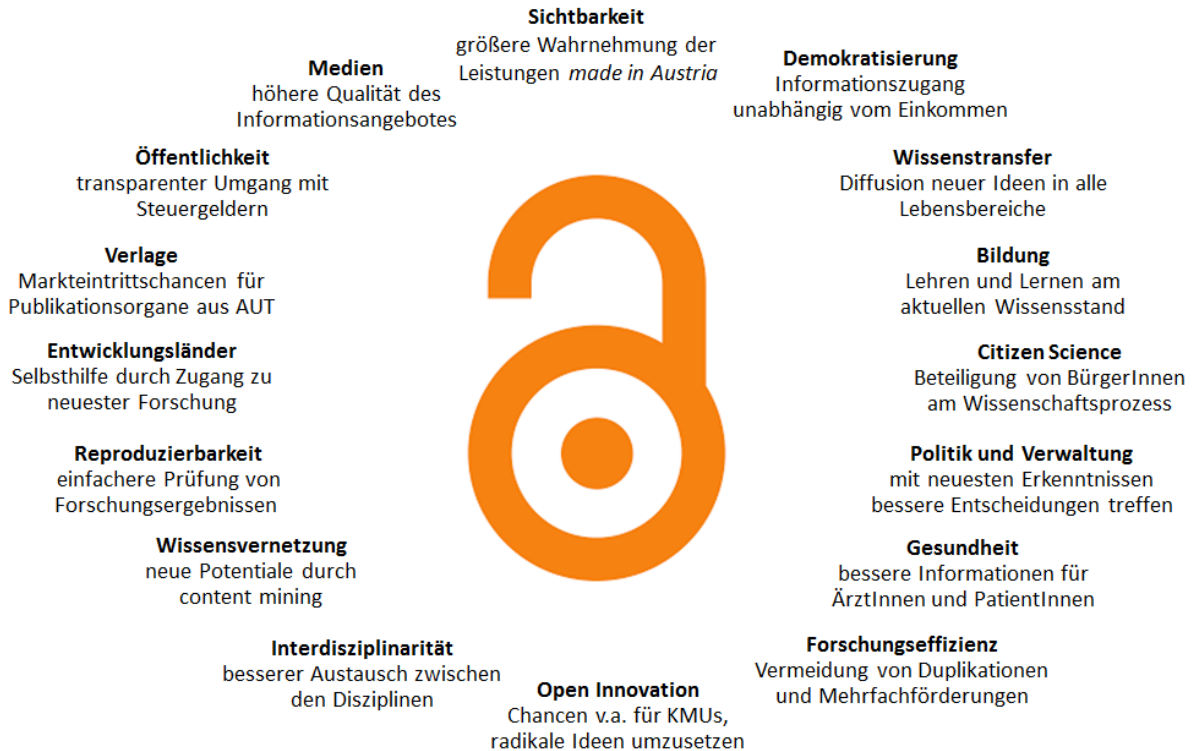 Sichtbarkeit
größere Wahrnehmung der
Leistungen made in Austria
Demokratisierung
Informationszugang
unabhängig vom Einkommen
Wissenstransfer
Diffusion neuer Ideen in alle
Lebensbereiche
Bildung
Lehren und Lernen am
aktuellen Wissensstand
Citizen Science
Beteiligung von BürgerInnen
am Wissenschaftsprozess
Politik und Verwaltung
mit neuesten Erkenntnissen
bessere Entscheidungen treffen
Gesundheit
bessere Informationen für
ÄrztInnen und PatientInnen
Forschungseffizienz
Vermeidung von Duplikationen
und Mehrfachförderungen
Open Innovation
Chancen v.a. für KMUs,
radikale Ideen umzusetzen
Interdisziplinarität
besserer Austausch zwischen
den Disziplinen
Wissensvernetzung
neue Potentiale durch
content mining
Reproduzierbarkeit
einfachere Prüfung von
Forschungsergebnissen
Entwicklungsländer
Selbsthilfe durch Zugang zu
neuester Forschung
Verlage
Markteintrittschancen für
Publikationsorgane aus AUT
Öffentlichkeit
transparenter Umgang mit
Steuergeldern
Medien
höhere Qualität des
Informationsangebotes